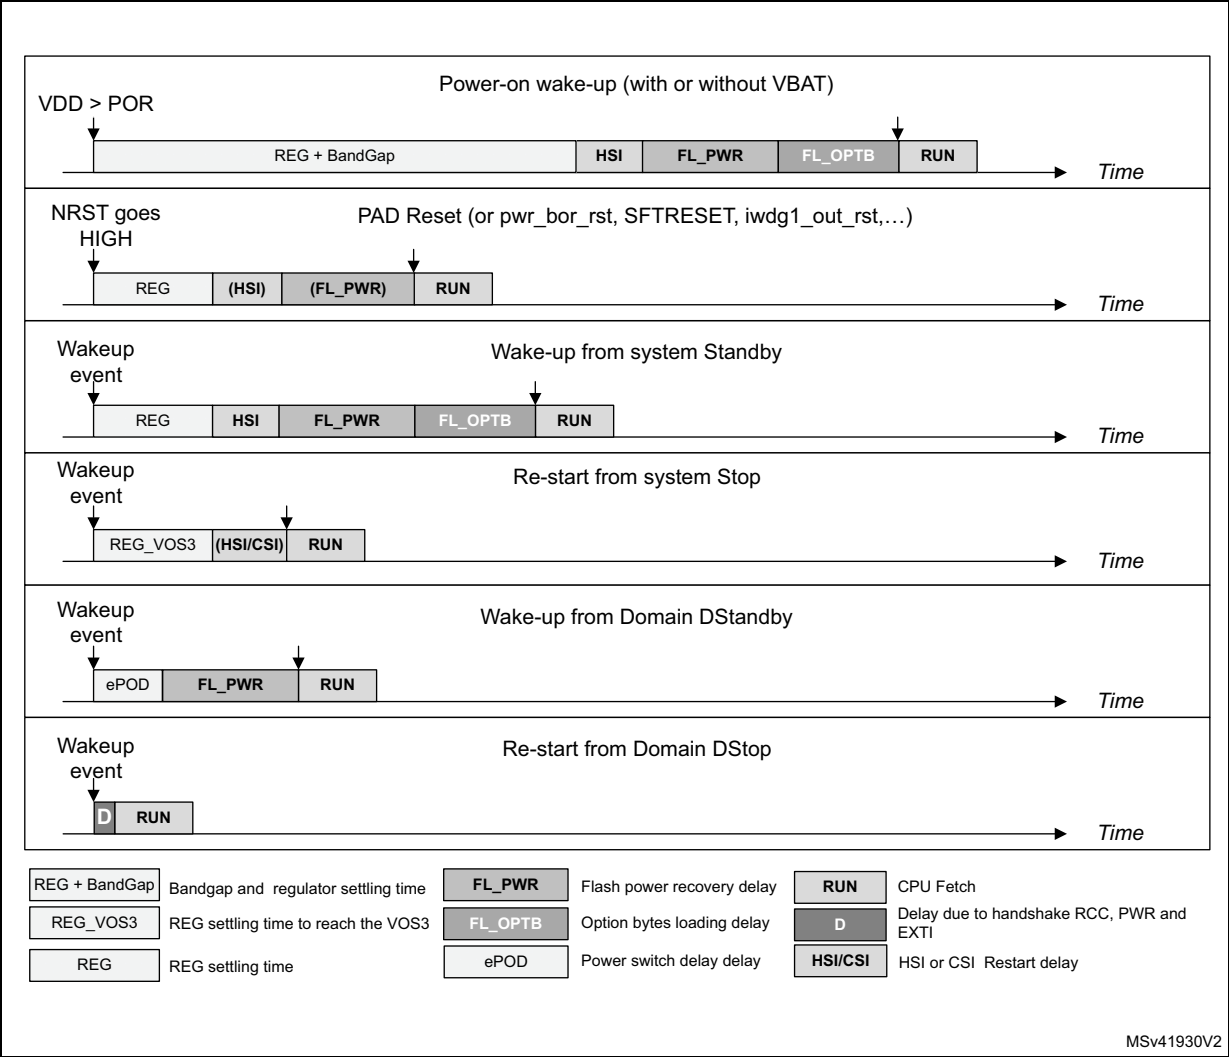 Power-on wake-up (with or without VBAT)
VDD > POR
REG + BandGap HSI FL_PWR FL_OPTB RUN
Time
NRST goes
HIGH
PAD Reset (or pwr_bor_rst, SFTRESET, iwdg1_out_rst,…)
REG (HSI) (FL_PWR) RUN
Time
Wakeup
event
Wake-up from system Standby
REG HSI FL_PWR FL_OPTB RUN
Time
Wakeup
event
Re-start from system Stop
REG_VOS3 (HSI/CSI) RUN
Time
Wakeup
event
Wake-up from Domain DStandby
ePOD FL_PWR RUN
Time
Wakeup
event
Re-start from Domain DStop
D RUN
Time
REG + BandGap Bandgap and regulator settling time
REG_VOS3 REG settling time to reach the VOS3
REG REG settling time
FL_PWR Flash power recovery delay
FL_OPTB Option bytes loading delay
ePOD Power switch delay delay
RUN CPU Fetch
D Delay due to handshake RCC, PWR and
EXTI
HSI/CSI HSI or CSI Restart delay
MSv41930V2